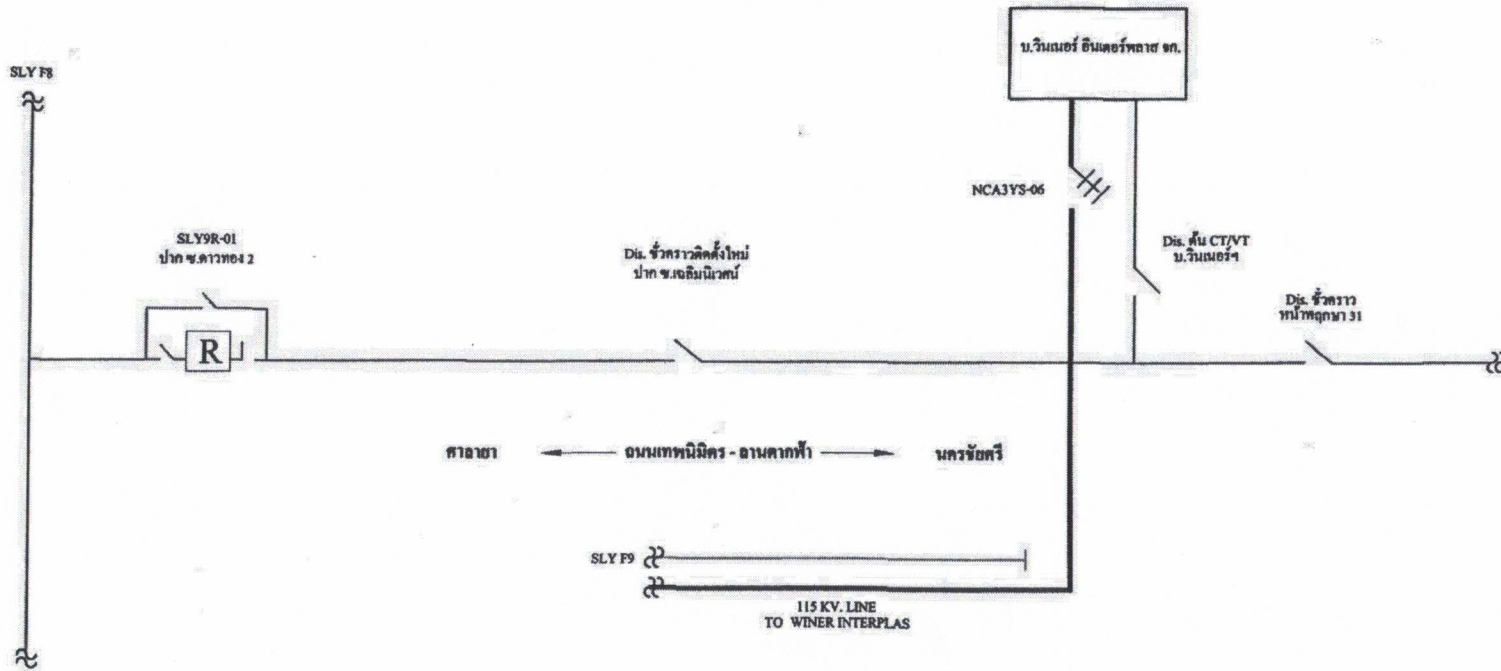 บ.วินเนอร์ อินเตอร์พลาส จก.
SLY F8
NCA3YS-06
SLY9R-01
ปาก ซ.ดาวทอง 2
Dis. ชั่วคราวติดตั้งใหม่
ปาก ซ.เฉลิมนิเวศน์
Dis. ต้น CT/VT
บ.วินเนอร์ฯ
Dis. ชั่วคราว
หน้าพฤกษา 31
R
ศาลายา ถนนเทพนิมิตร - ลานตากฟ้า นครชัยศรี
SLY F9
115 KV. LINE
TO WINER INTERPLAS